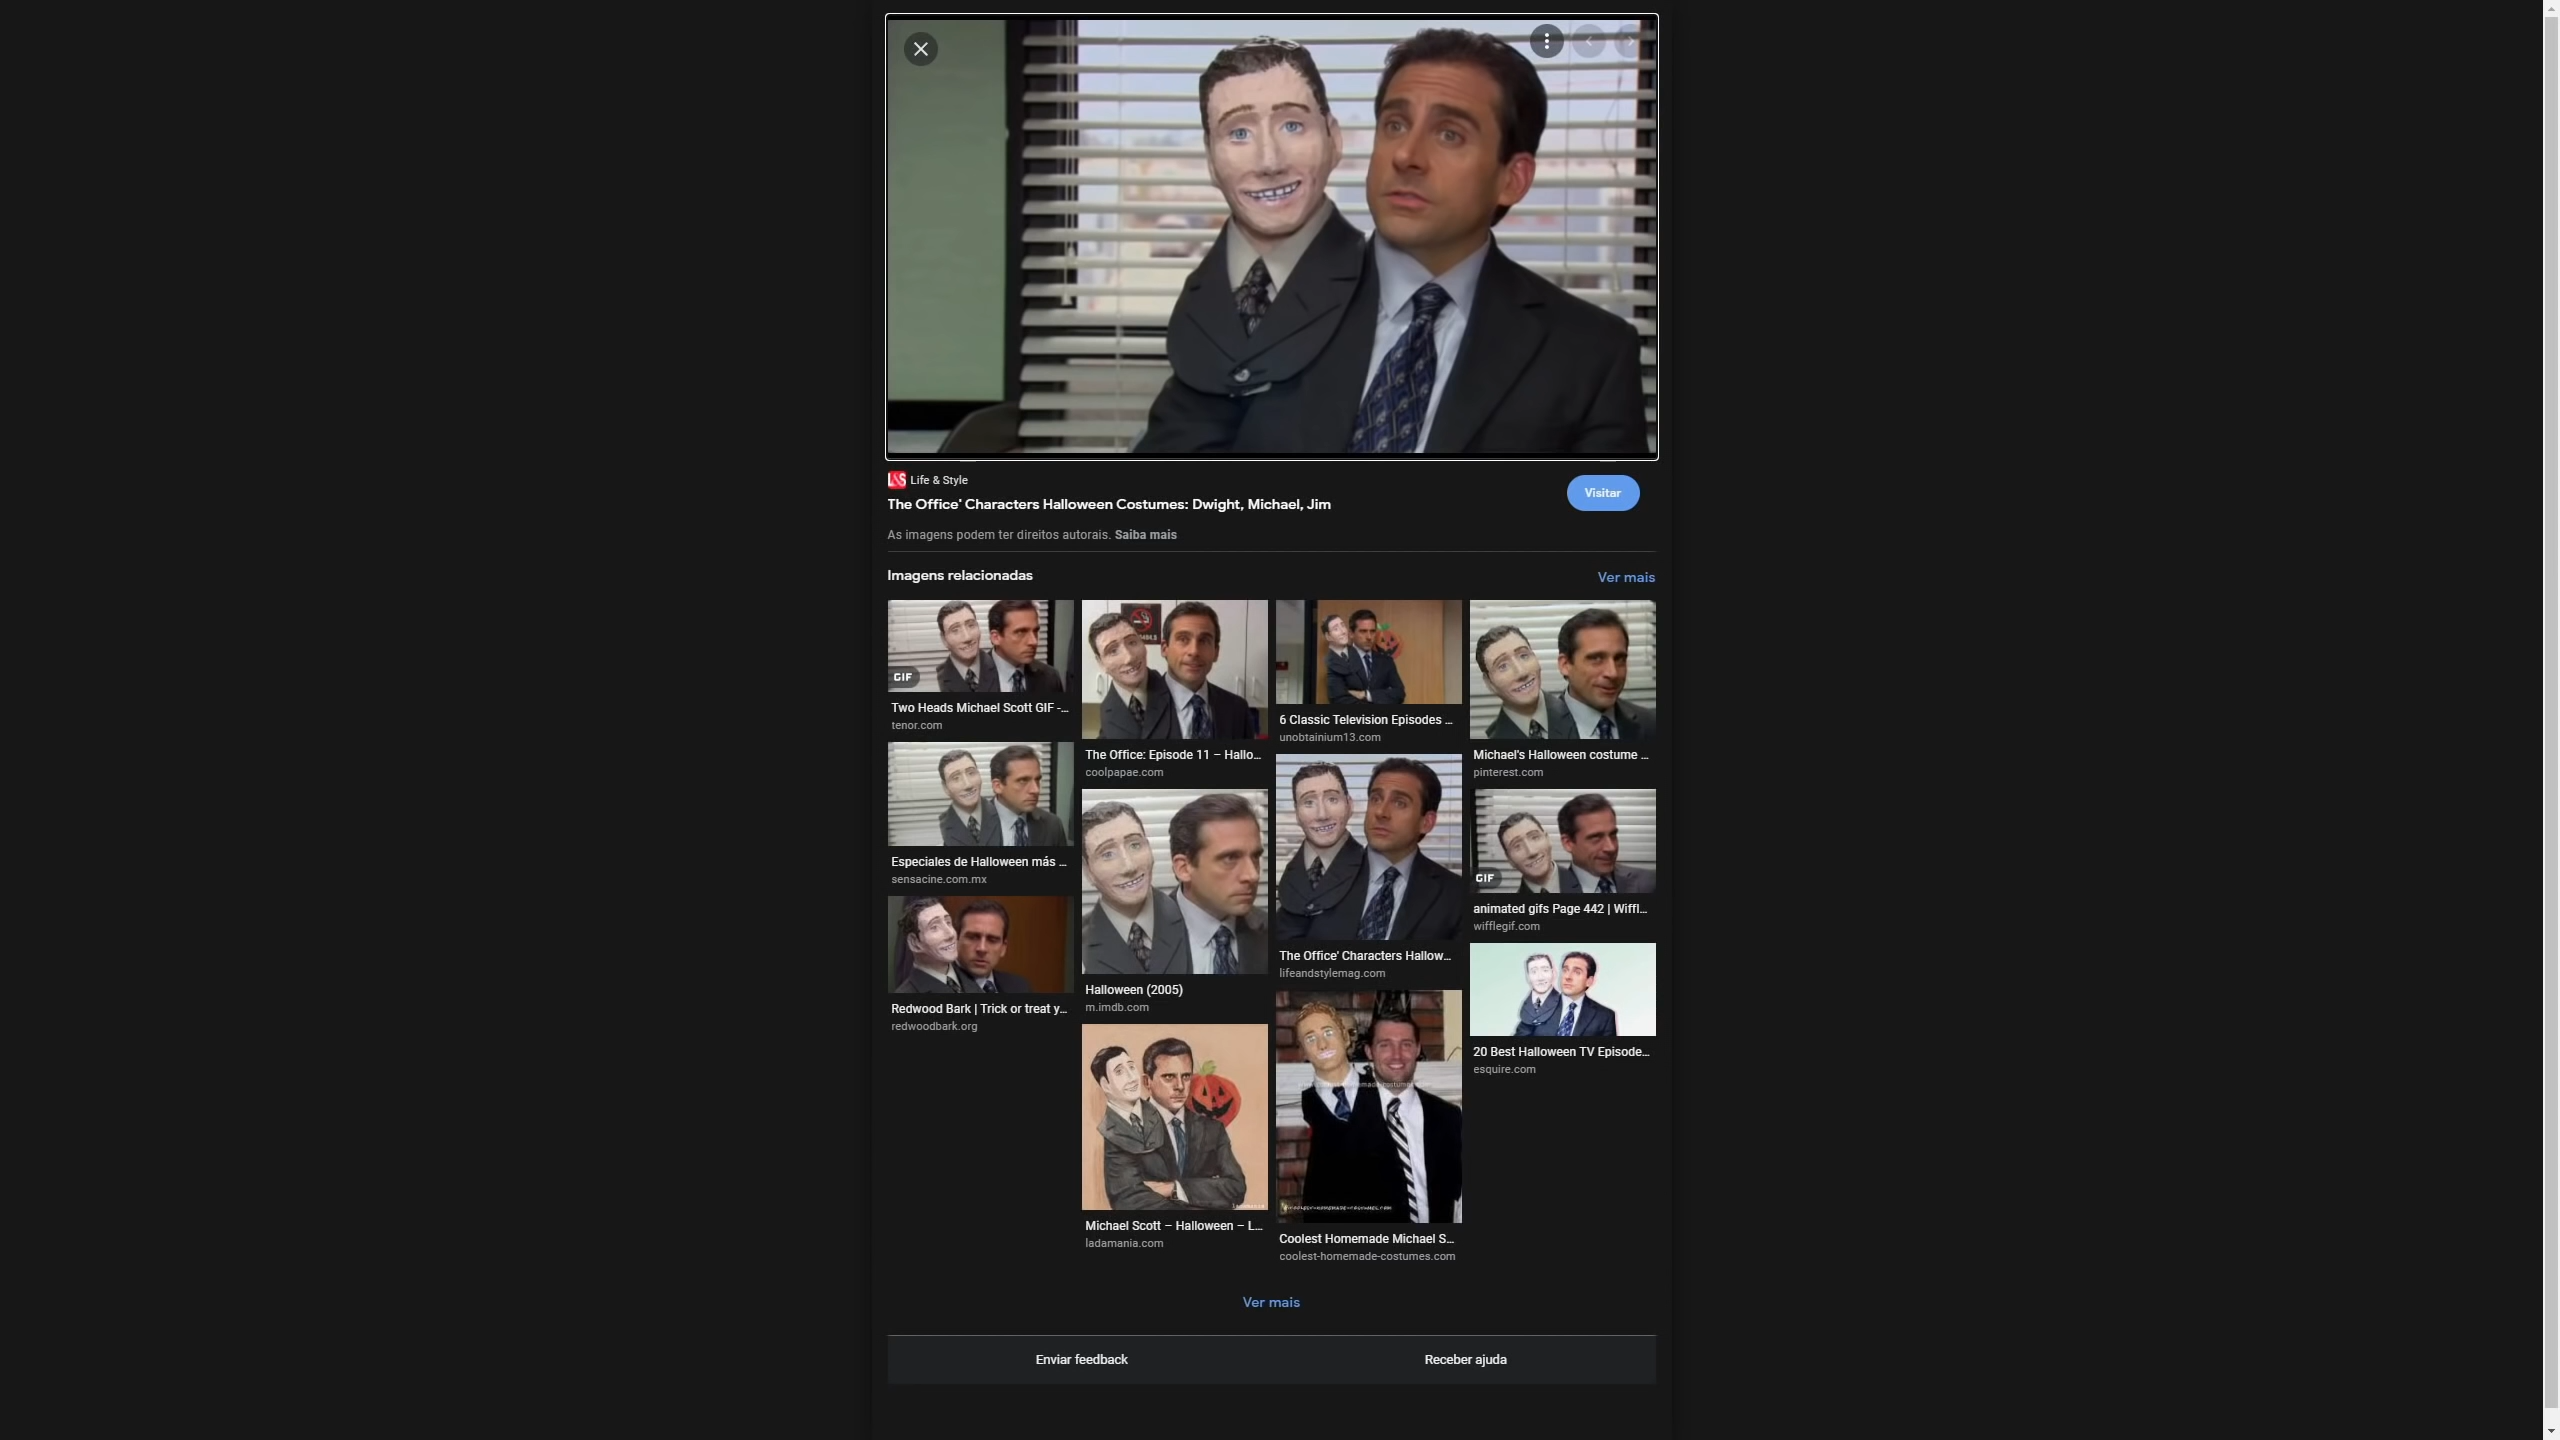 Life & Style
The Office' Characters Halloween Costumes: Dwight, Michael, Jim
Visitar
As imagens podem ter direitos autorais. Saiba mais
Imagens relacionadas
Ver mais
GIF
Two Heads Michael Scott GIF -...
tenor.com
Especiales de Halloween más ...
sensacine.com.mx
Redwood Bark | Trick or treat y...
redwoodbark.org
The Office: Episode 11 – Hallo...
coolpapae.com
Halloween (2005)
m.imdb.com
Michael Scott – Halloween – L...
ladamania.com
6 Classic Television Episodes ...
unobtainium13.com
The Office' Characters Hallow...
lifeandstylemag.com
Coolest Homemade Michael S...
coolest-homemade-costumes.com
Michael's Halloween costume ...
pinterest.com
GIF
animated gifs Page 442 | Wiffl...
wifflegif.com
20 Best Halloween TV Episode...
esquire.com
Ver mais
Enviar feedback
Receber ajuda